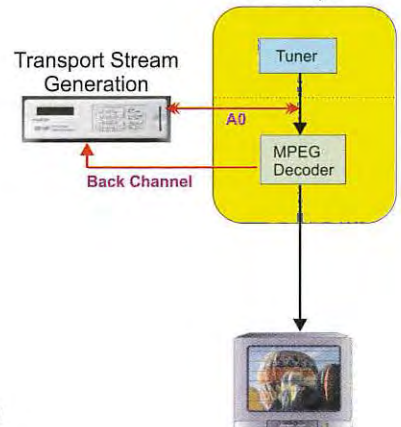 Transport Stream
Generation
Tuner
A0
MPEG
Decoder
Back Channel